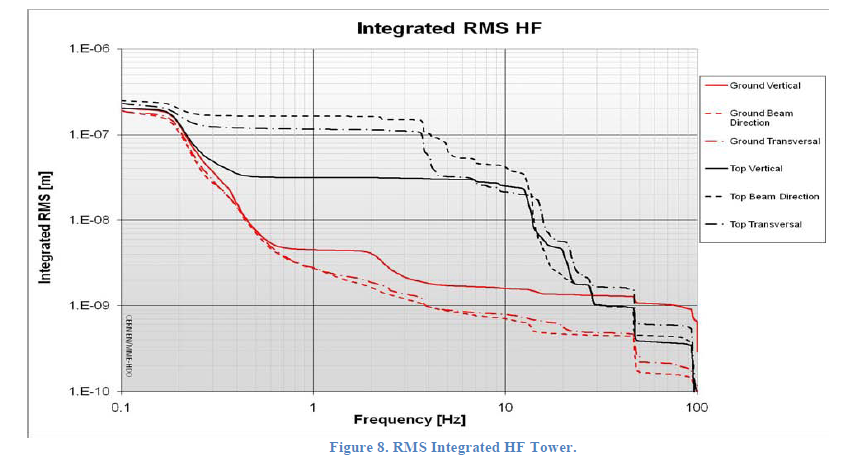 Integrated RMS HF
1.E-06
1.E-07
1.E-08
1.E-09
1.E-10
Integrated RMS [m]
0.1
1
10
100
Frequency [Hz]
Ground Vertical
Ground Beam
Direction
Ground Transversal
Top Vertical
Top Beam Direction
Top Transversal
Figure 8. RMS Integrated HF Tower.